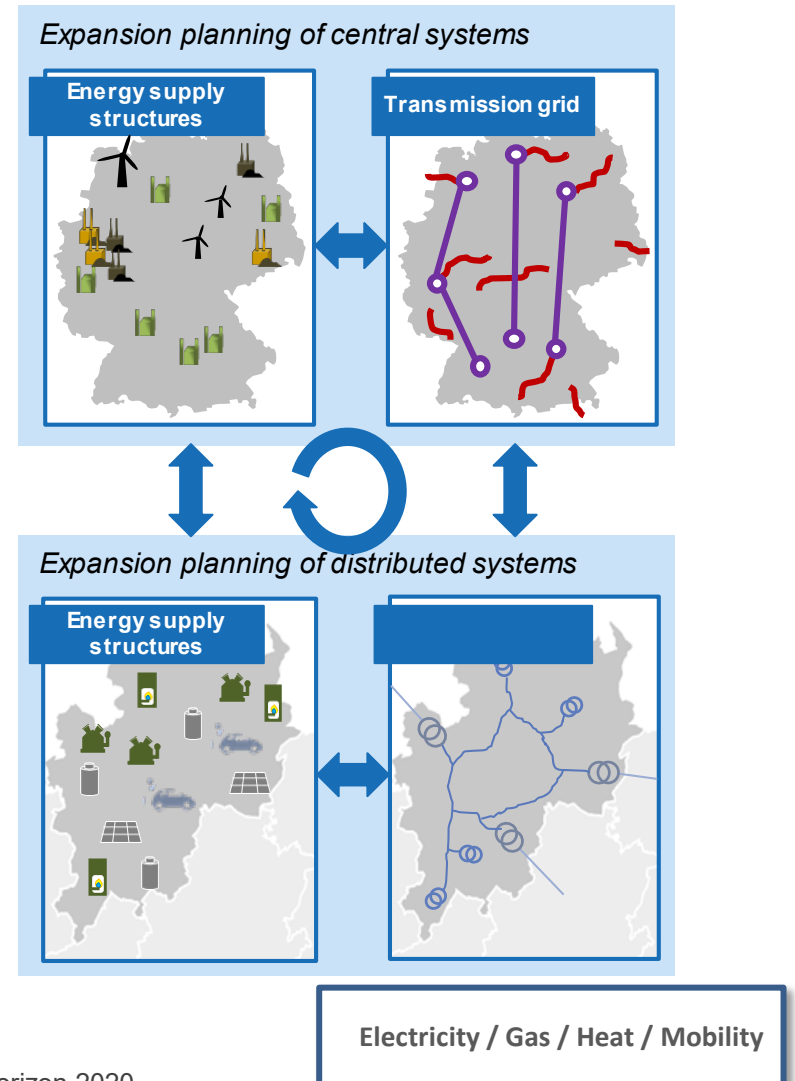 Expansion planning of central systems
Energy supply
structures
Transmission grid
Expansion planning of distributed systems
Energy supply
structures
Electricity / Gas / Heat / Mobility
2020